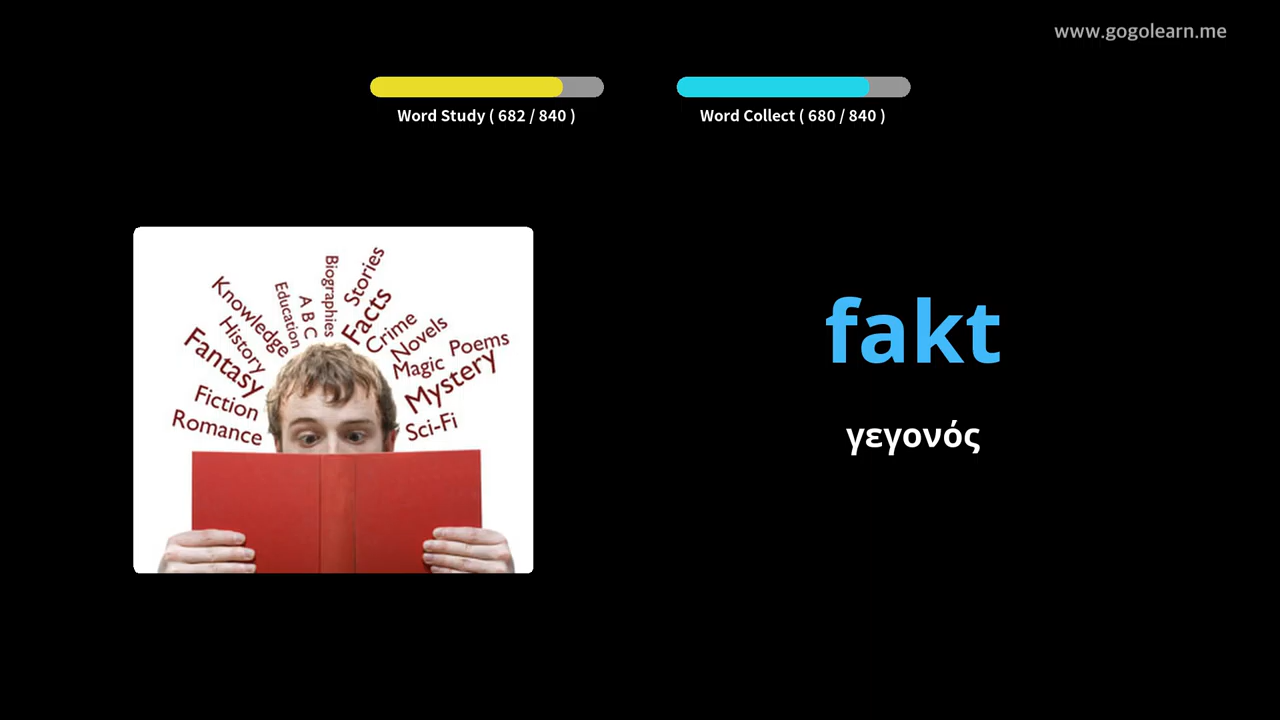 www.gogolearn.me
Word Study ( 682 / 840 )
Word Collect ( 680 / 840 )
Knowledge
Education
A B C
Biographies
Stories
Facts
Crime
Novels
Poems
Magic
Mystery
Sci-Fi
History
Fantasy
Fiction
Romance
fakt
γεγονός